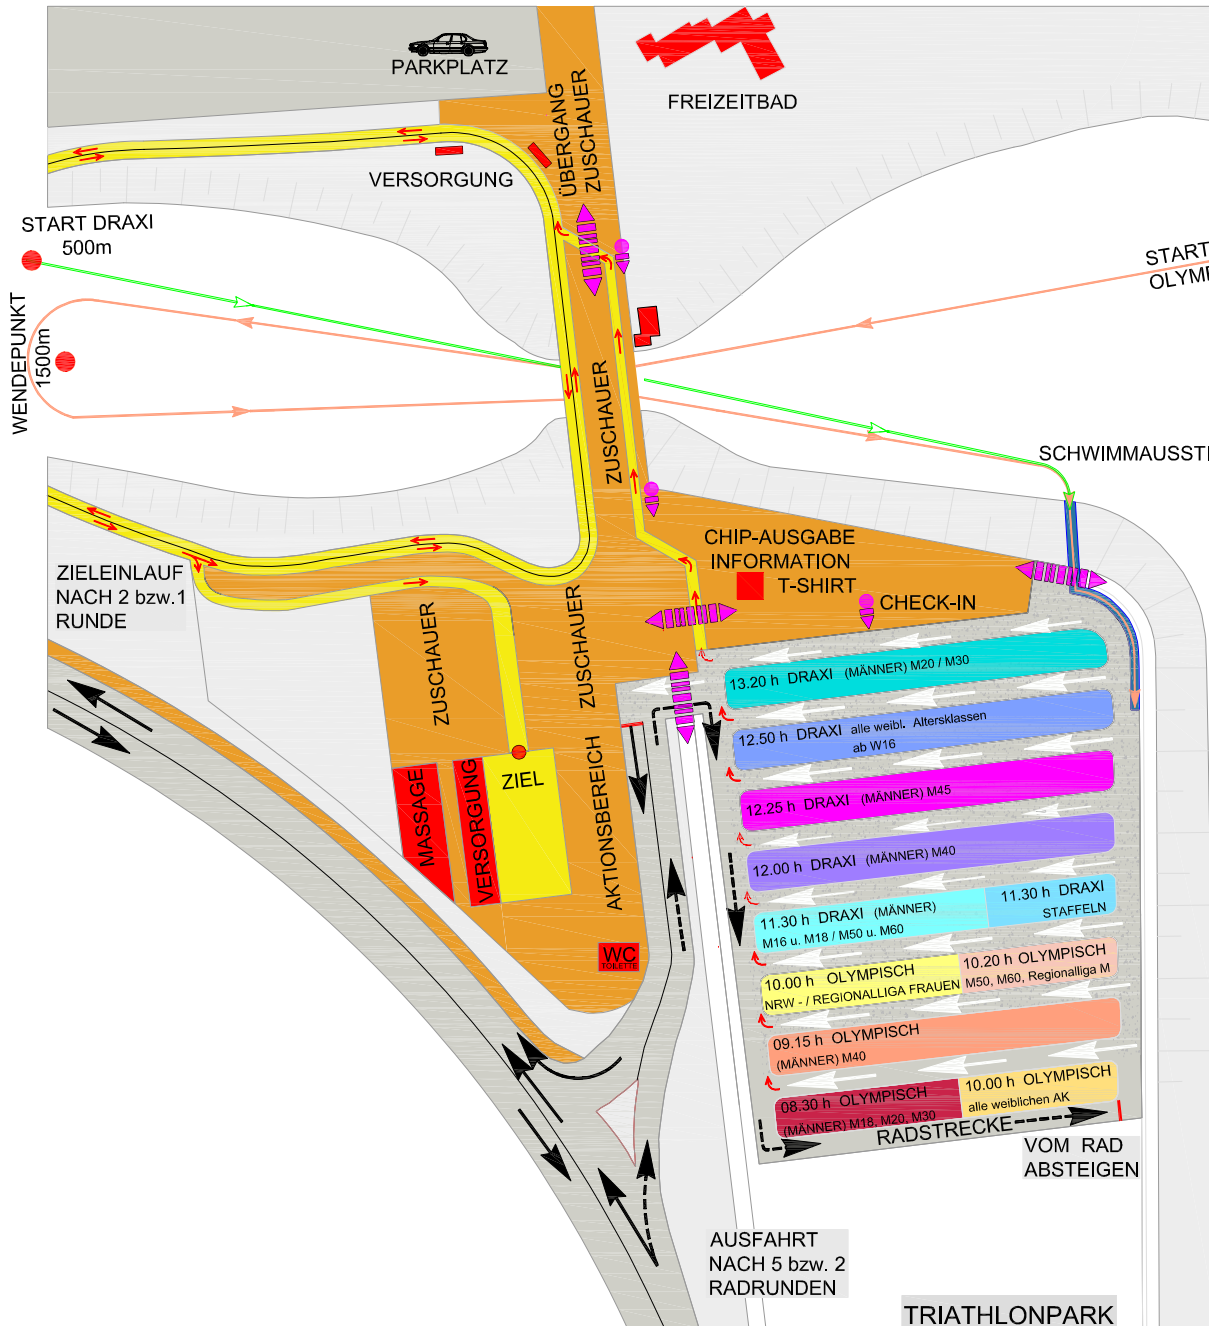 PARKPLATZ
FREIZEITBAD
ÜBERGANG
ZUSCHAUER
VERSORGUNG
START DRAXI
500m
START
WENDEPUNKT
1500m
ZUSCHAUER
SCHWIMMAUSSTI
CHIP-AUSGABE
INFORMATION
T-SHIRT
CHECK-IN
ZIELEINLAUF
NACH 2 bzw.1
RUNDE
ZUSCHAUER
ZUSCHAUER
13.20 h DRAXI (MÄNNER) M20 / M30
12.50 h DRAXI alle weibl. Altersklassen
ab W16
12.25 h DRAXI (MÄNNER) M45
12.00 h DRAXI (MÄNNER) M40
11.30 h DRAXI (MÄNNER)
M16 u. M18 / M50 u. M60
11.30 h DRAXI
STAFFELN
10.00 h OLYMPISCH
NRW - / REGIONALLIGA FRAUEN
10.20 h OLYMPISCH
M50, M60, Regionalliga M
09.15 h OLYMPISCH
(MÄNNER) M40
08.30 h OLYMPISCH
(MÄNNER) M18, M20, M30
10.00 h OLYMPISCH
alle weiblichen AK
RADSTRECKE
ZIEL
MASSAGE
VERSORGUNG
AKTIONSBEREICH
WC
TOILETTE
VOM RAD
ABSTEIGEN
AUSFAHRT
NACH 5 bzw. 2
RADRUNDEN
TRIATHLONPARK